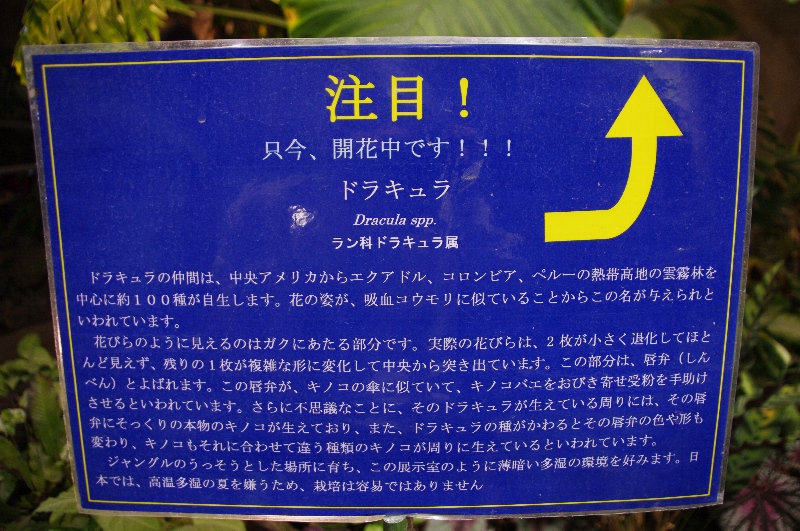 注目！
只今、開花中です！！！
ドラキュラ
Dracula spp.
ラン科ドラキュラ属
ドラキュラの仲間は、中央アメリカからエクアドル、コロンビア、ペルーの熱帯高地の雲霧林を
中心に約１００種が自生します。花の姿が、吸血コウモリに似ていることからこの名が与えられと
いわれています。
花びらのように見えるのはガクにあたる部分です。実際の花びらは、２枚が小さく退化してほと
んど見えず、残りの１枚が複雑な形に変化して中央から突き出ています。この部分は、唇弁（しん
べん）とよばれます。この唇弁が、キノコの傘に似ていて、キノコバエをおびき寄せ受粉を手助け
させるといわれています。さらに不思議なことに、そのドラキュラが生えている周りには、その唇
弁にそっくりの本物のキノコが生えており、また、ドラキュラの種がかわるとその唇弁の色や形も
変わり、キノコもそれに合わせて違う種類のキノコが周りに生えているといわれています。
ジャングルのうっそうとした場所に育ち、この展示室のように薄暗い多湿の環境を好みます。日
本では、高温多湿の夏を嫌うため、栽培は容易ではありません